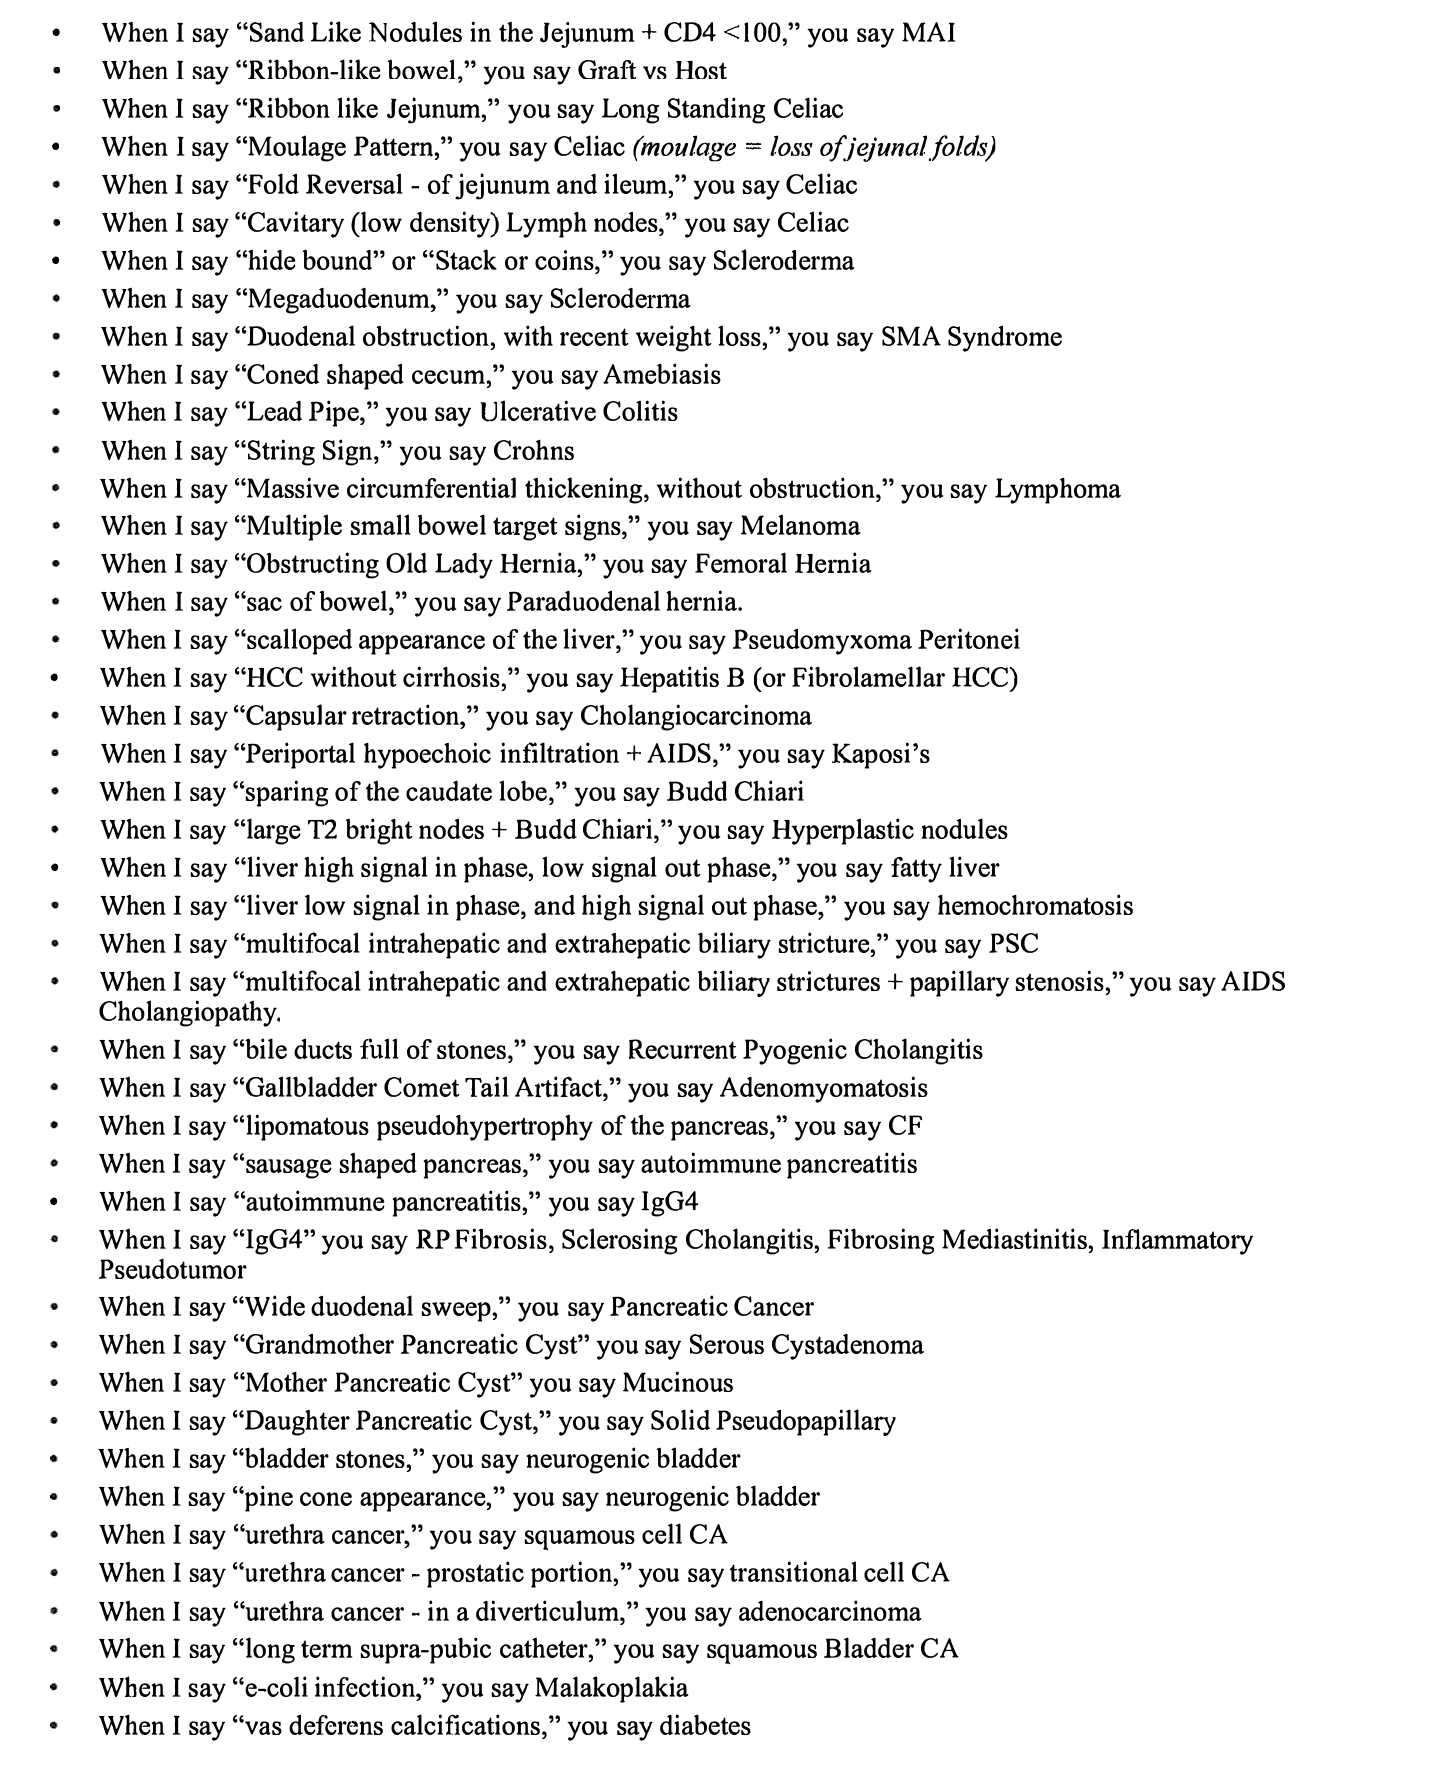 • When I say “Sand Like Nodules in the Jejunum + CD4 <100,” you say MAI
• When I say “Ribbon-like bowel,” you say Graft vs Host
• When I say “Ribbon like Jejunum,” you say Long Standing Celiac
• When I say “Moulage Pattern,” you say Celiac (moulage = loss of jejunal folds)
• When I say “Fold Reversal - of jejunum and ileum,” you say Celiac
• When I say “Cavitary (low density) Lymph nodes,” you say Celiac
• When I say “hide bound” or “Stack or coins,” you say Scleroderma
• When I say “Megaduodenum,” you say Scleroderma
• When I say “Duodenal obstruction, with recent weight loss,” you say SMA Syndrome
• When I say “Coned shaped cecum,” you say Amebiasis
• When I say “Lead Pipe,” you say Ulcerative Colitis
• When I say “String Sign,” you say Crohns
• When I say “Massive circumferential thickening, without obstruction,” you say Lymphoma
• When I say “Multiple small bowel target signs,” you say Melanoma
• When I say “Obstructing Old Lady Hernia,” you say Femoral Hernia
• When I say “sac of bowel,” you say Paraduodenal hernia.
• When I say “scalloped appearance of the liver,” you say Pseudomyxoma Peritonei
• When I say “HCC without cirrhosis,” you say Hepatitis B (or Fibrolamellar HCC)
• When I say “Capsular retraction,” you say Cholangiocarcinoma
• When I say “Periportal hypoechoic infiltration + AIDS,” you say Kaposi’s
• When I say “sparing of the caudate lobe,” you say Budd Chiari
• When I say “large T2 bright nodes + Budd Chiari,” you say Hyperplastic nodules
• When I say “liver high signal in phase, low signal out phase,” you say fatty liver
• When I say “liver low signal in phase, and high signal out phase,” you say hemochromatosis
• When I say “multifocal intrahepatic and extrahepatic biliary stricture,” you say PSC
• When I say “multifocal intrahepatic and extrahepatic biliary strictures + papillary stenosis,” you say AIDS
Cholangiopathy.
• When I say “bile ducts full of stones,” you say Recurrent Pyogenic Cholangitis
• When I say “Gallbladder Comet Tail Artifact,” you say Adenomyomatosis
• When I say “lipomatous pseudohypertrophy of the pancreas,” you say CF
• When I say “sausage shaped pancreas,” you say autoimmune pancreatitis
• When I say “autoimmune pancreatitis,” you say IgG4
• When I say “IgG4” you say RP Fibrosis, Sclerosing Cholangitis, Fibrosing Mediastinitis, Inflammatory
Pseudotumor
• When I say “Wide duodenal sweep,” you say Pancreatic Cancer
• When I say “Grandmother Pancreatic Cyst” you say Serous Cystadenoma
• When I say “Mother Pancreatic Cyst” you say Mucinous
• When I say “Daughter Pancreatic Cyst,” you say Solid Pseudopapillary
• When I say “bladder stones,” you say neurogenic bladder
• When I say “pine cone appearance,” you say neurogenic bladder
• When I say “urethra cancer,” you say squamous cell CA
• When I say “urethra cancer - prostatic portion,” you say transitional cell CA
• When I say “urethra cancer - in a diverticulum,” you say adenocarcinoma
• When I say “long term supra-pubic catheter,” you say squamous Bladder CA
• When I say “e-coli infection,” you say Malakoplakia
• When I say “vas deferens calcifications,” you say diabetes